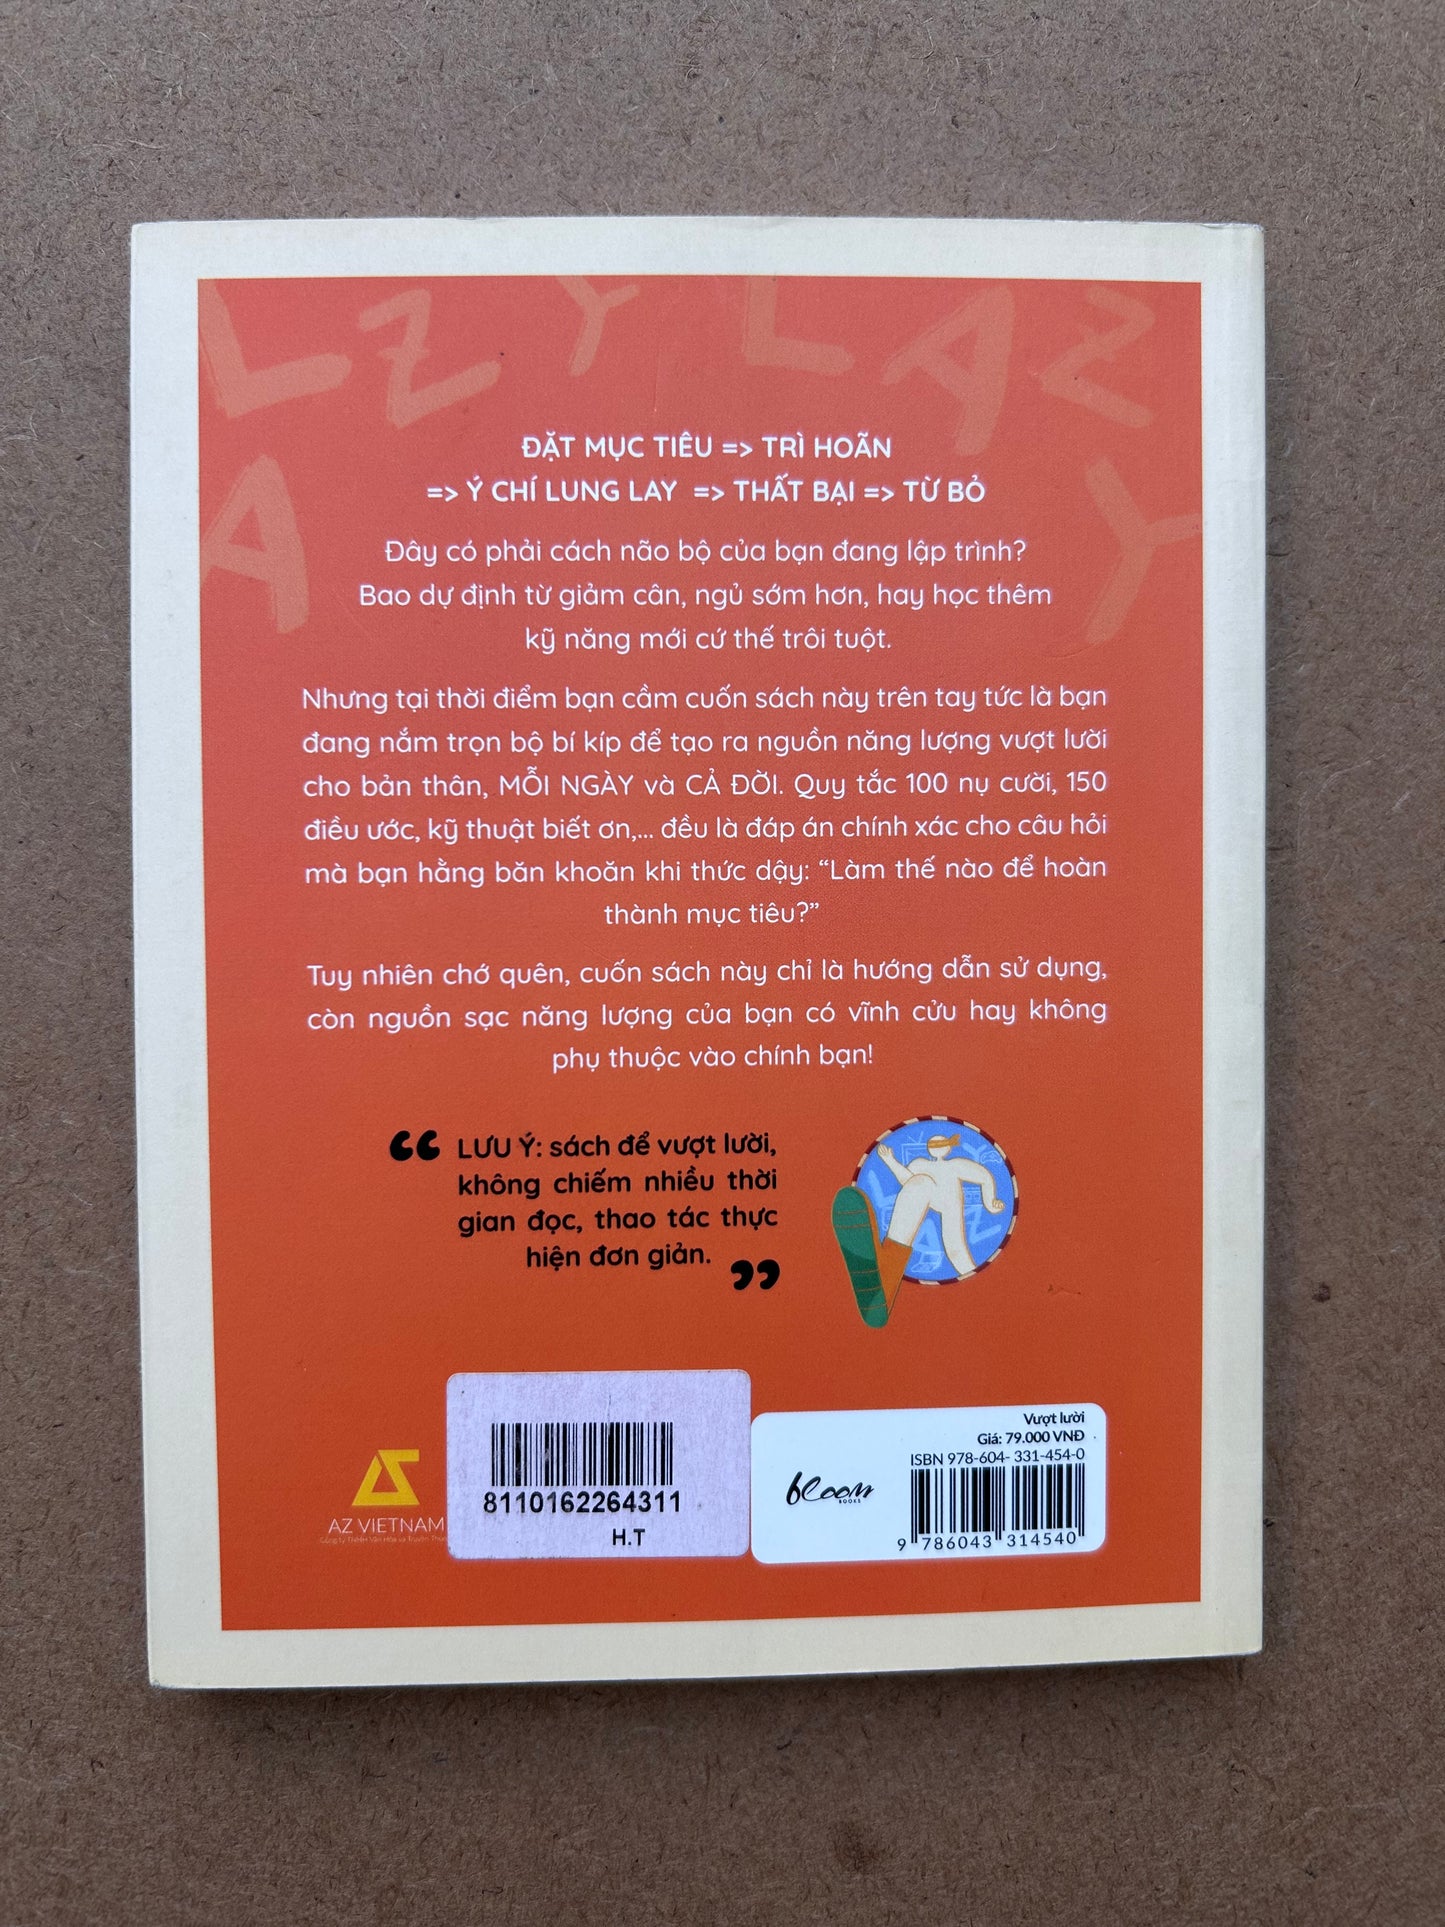 L Z Y L A Z
A Y
ĐẶT MỤC TIÊU => TRÌ HOÃN
=> Ý CHÍ LUNG LAY => THẤT BẠI => TỪ BỎ
Đây có phải cách não bộ của bạn đang lập trình?
Bao dự định từ giảm cân, ngủ sớm hơn, hay học thêm
kỹ năng mới cứ thế trôi tuột.
Nhưng tại thời điểm bạn cầm cuốn sách này trên tay tức là bạn
đang nắm trọn bộ bí kíp để tạo ra nguồn năng lượng vượt lười
cho bản thân, MỖI NGÀY và CẢ ĐỜI. Quy tắc 100 nụ cười, 150
điều ước, kỹ thuật biết ơn,... đều là đáp án chính xác cho câu hỏi
mà bạn hằng băn khoăn khi thức dậy: “Làm thế nào để hoàn
thành mục tiêu?”
Tuy nhiên chớ quên, cuốn sách này chỉ là hướng dẫn sử dụng,
còn nguồn sạc năng lượng của bạn có vĩnh cửu hay không
phụ thuộc vào chính bạn!
“ LƯU Ý: sách để vượt lười,
không chiếm nhiều thời
gian đọc, thao tác thực
hiện đơn giản. ”
AZ VIETNAM
8110162264311
H.T
Vượt lười
Giá: 79.000 VNĐ
ISBN 978-604- 331-454-0
bloom
BOOKS
9 786043 314540